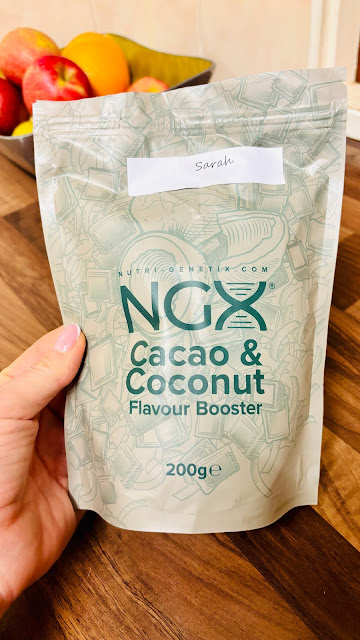 Sarah
NUTRI-GENETIX.COM
NGX®
Cacao &
Coconut
Flavour Booster
200g℮